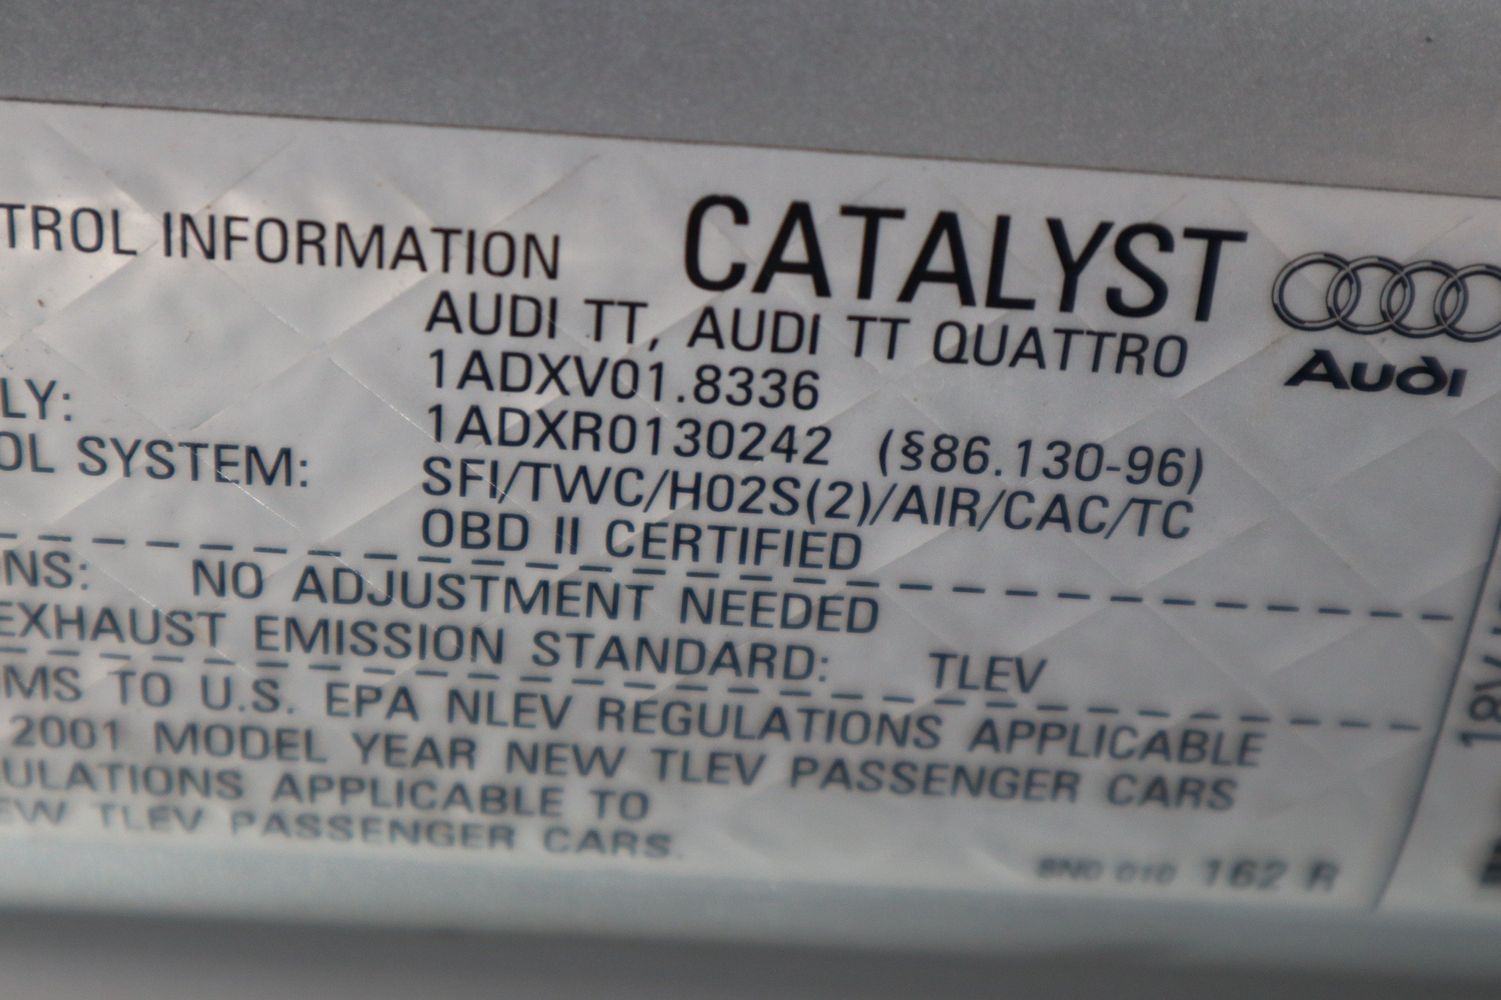 TROL INFORMATION CATALYST
Audi
AUDI TT, AUDI TT QUATTRO
1ADXV01.8336
LY: 1ADXR0130242 (§86.130-96)
OL SYSTEM: SFI/TWC/H02S(2)/AIR/CAC/TC
OBD II CERTIFIED
NS: NO ADJUSTMENT NEEDED
EXHAUST EMISSION STANDARD: TLEV
MS TO U.S. EPA NLEV REGULATIONS APPLICABLE
2001 MODEL YEAR NEW TLEV PASSENGER CARS
ULATIONS APPLICABLE TO
EW TLEV PASSENGER CARS.
8N0 010 162 R
18V